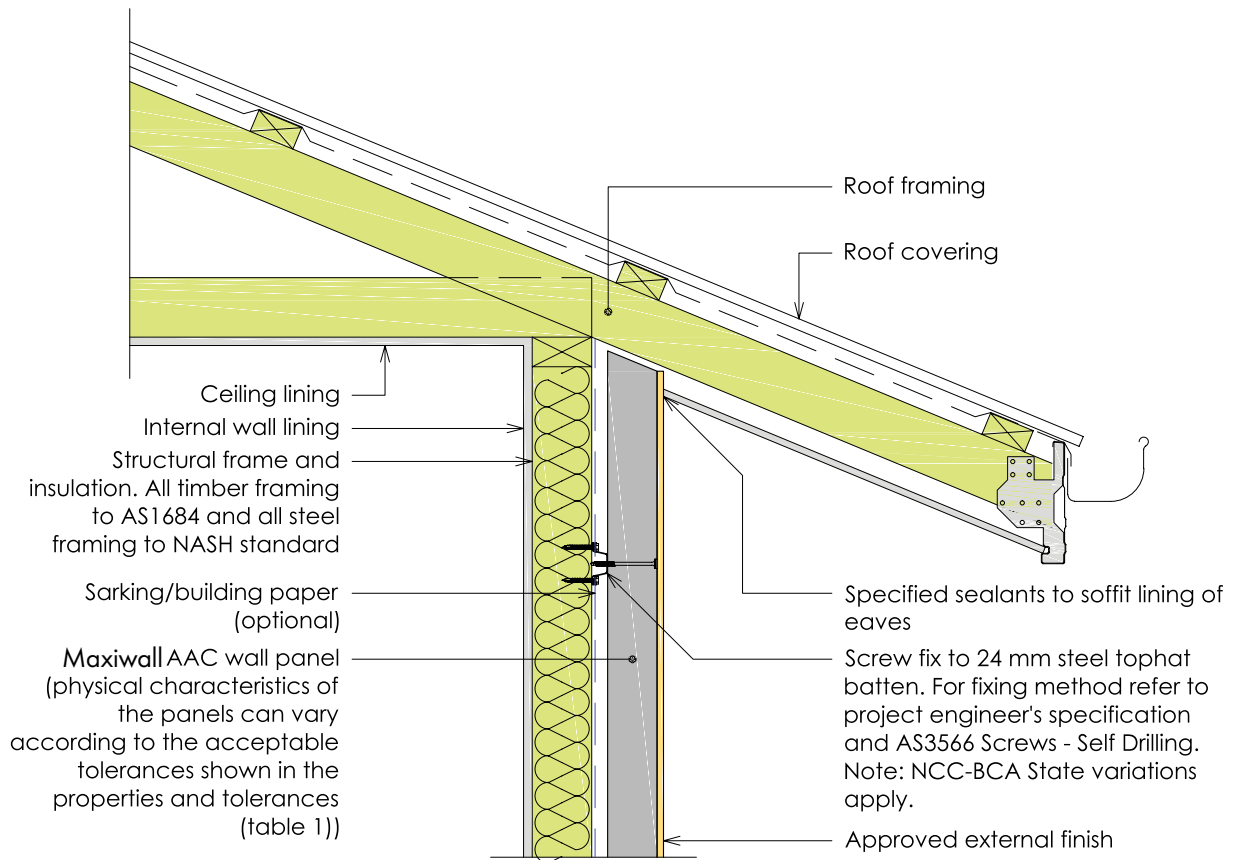 Roof framing
Roof covering
Ceiling lining
Internal wall lining
Structural frame and
insulation. All timber framing
to AS1684 and all steel
framing to NASH standard
Sarking/building paper
(optional)
Maxiwall AAC wall panel
(physical characteristics of
the panels can vary
according to the acceptable
tolerances shown in the
properties and tolerances
(table 1))
Specified sealants to soffit lining of
eaves
Screw fix to 24 mm steel tophat
batten. For fixing method refer to
project engineer's specification
and AS3566 Screws - Self Drilling.
Note: NCC-BCA State variations
apply.
Approved external finish